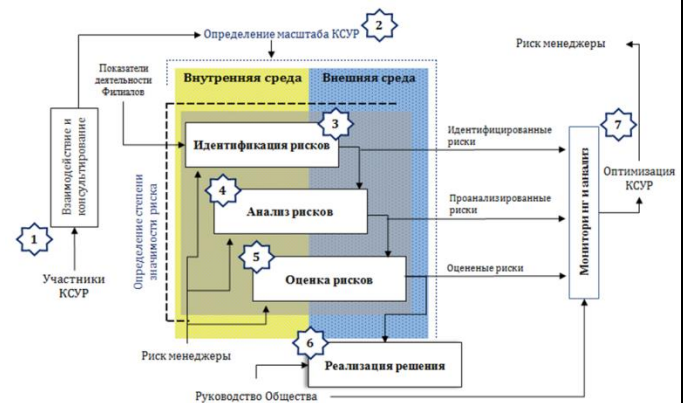 Определение масштаба КСУР
2
Риск менеджеры
Показатели
деятельности
Филиалов
Внутренняя среда
Внешняя среда
Взаимодействие и
консультирование
1
Участники
КСУР
Определение степени
значимости риска
3
Идентификация рисков
4
Анализ рисков
5
Оценка рисков
Идентифицированные
риски
Проанализированные
риски
Оцененые риски
Мониторинг и анализ
7
Оптимизация
КСУР
Риск менеджеры
6
Реализация решения
Руководство Общества